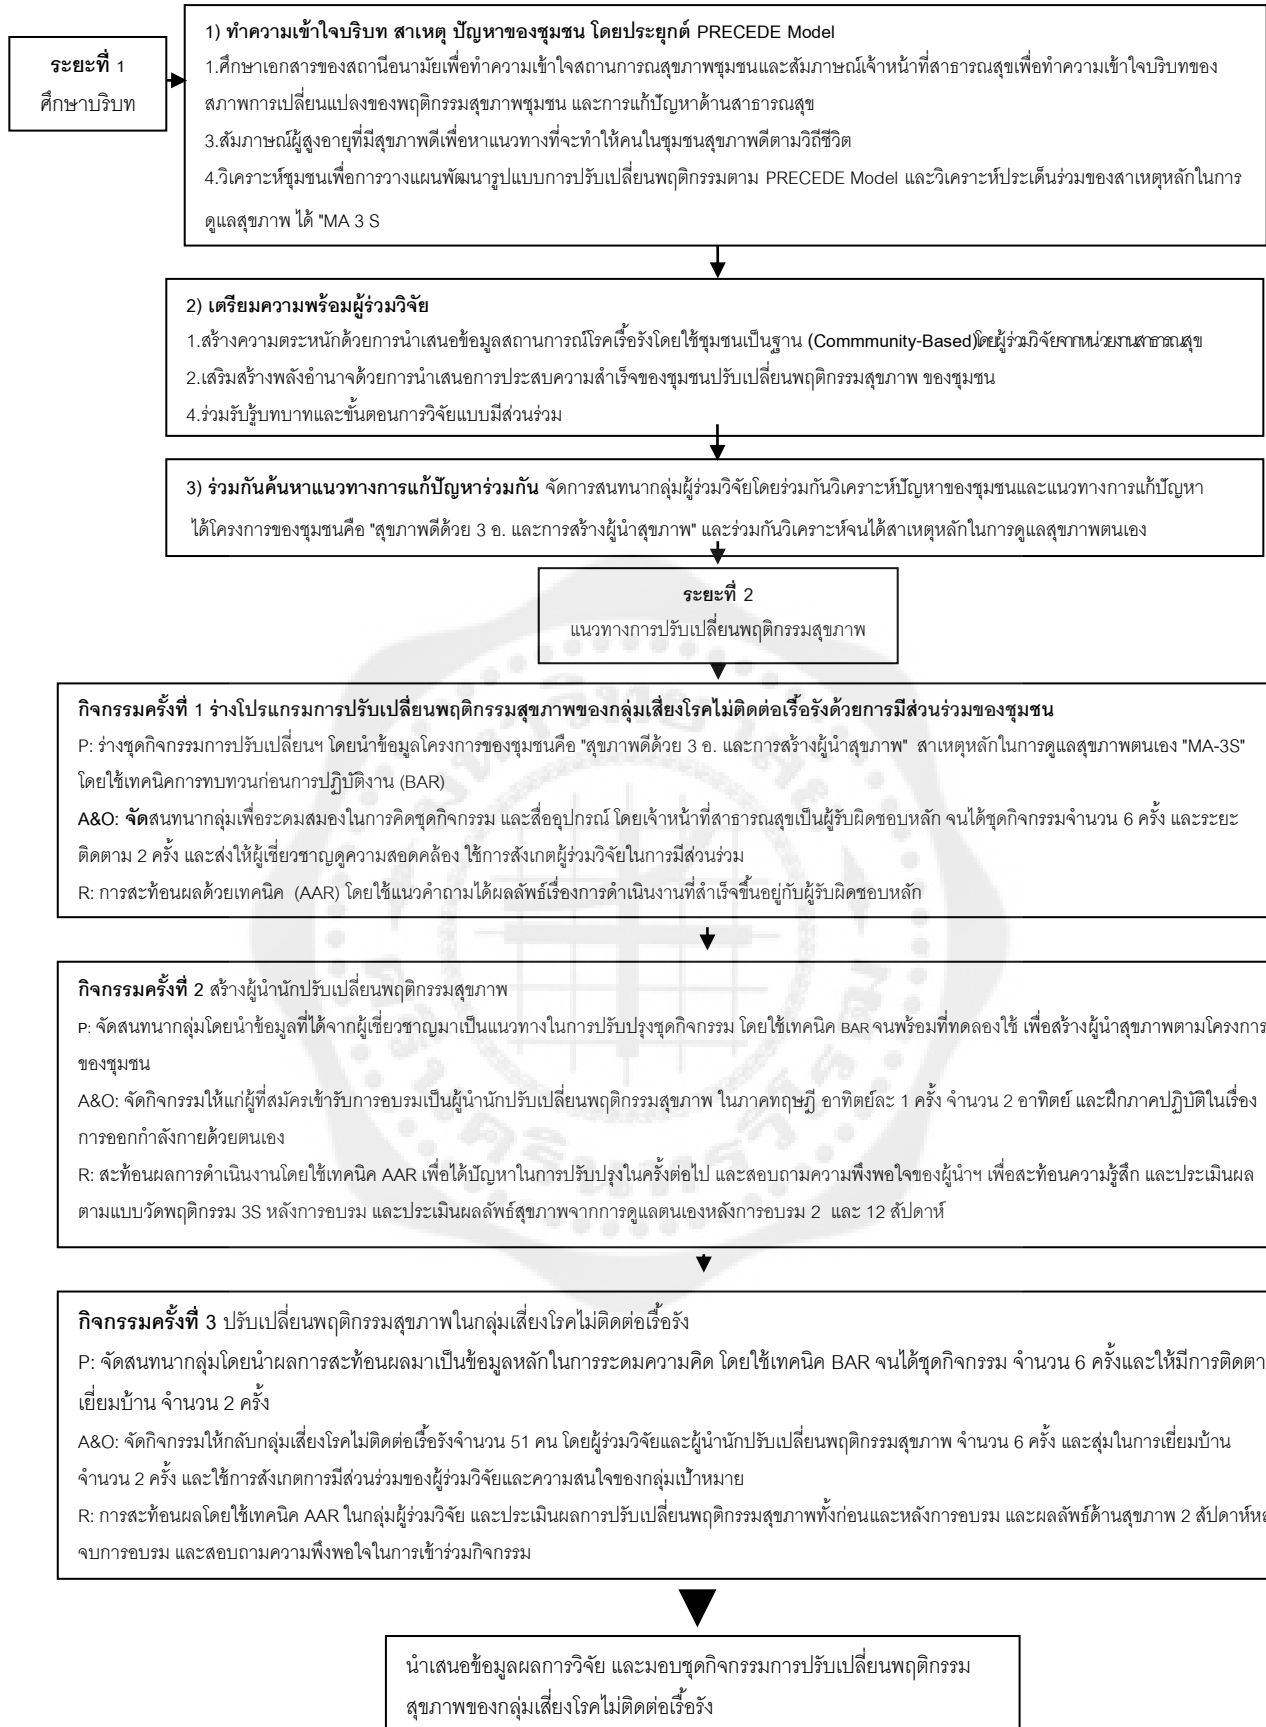 ระยะที่ 1
ศึกษาบริบท
1) ทำความเข้าใจบริบท สาเหตุ ปัญหาของชุมชน โดยประยุกต์ PRECEDE Model
1.ศึกษาเอกสารของสถานีอนามัยเพื่อทำความเข้าใจสถานการณสุขภาพชุมชนและสัมภาษณ์เจ้าหน้าที่สาธารณสุขเพื่อทำความเข้าใจบริบทของ
สภาพการเปลี่ยนแปลงของพฤติกรรมสุขภาพชุมชน และการแก้ปัญหาด้านสาธารณสุข
3.สัมภาษณ์ผู้สูงอายุที่มีสุขภาพดีเพื่อหาแนวทางที่จะทำให้คนในชุมชนสุขภาพดีตามวิถีชีวิต
4.วิเคราะห์ชุมชนเพื่อการวางแผนพัฒนารูปแบบการปรับเปลี่ยนพฤติกรรมตาม PRECEDE Model และวิเคราะห์ประเด็นร่วมของสาเหตุหลักในการ
ดูแลสุขภาพ ได้ "MA 3 S
2) เตรียมความพร้อมผู้ร่วมวิจัย
1.สร้างความตระหนักด้วยการนำเสนอข้อมูลสถานการณ์โรคเรื้อรังโดยใช้ชุมชนเป็นฐาน (Commmunity-Based)โดยผู้ร่วมวิจัยจากหน่วยงานสาธารณสุข
2.เสริมสร้างพลังอำนาจด้วยการนำเสนอการประสบความสำเร็จของชุมชนปรับเปลี่ยนพฤติกรรมสุขภาพ ของชุมชน
4.ร่วมรับรู้บทบาทและขั้นตอนการวิจัยแบบมีส่วนร่วม
3) ร่วมกันค้นหาแนวทางการแก้ปัญหาร่วมกัน จัดการสนทนากลุ่มผู้ร่วมวิจัยโดยร่วมกันวิเคราะห์ปัญหาของชุมชนและแนวทางการแก้ปัญหา
ได้โครงการของชุมชนคือ "สุขภาพดีด้วย 3 อ. และการสร้างผู้นำสุขภาพ" และร่วมกันวิเคราะห์จนได้สาเหตุหลักในการดูแลสุขภาพตนเอง
ระยะที่ 2
แนวทางการปรับเปลี่ยนพฤติกรรมสุขภาพ
กิจกรรมครั้งที่ 1 ร่างโปรแกรมการปรับเปลี่ยนพฤติกรรมสุขภาพของกลุ่มเสี่ยงโรคไม่ติดต่อเรื้อรังด้วยการมีส่วนร่วมของชุมชน
P: ร่างชุดกิจกรรมการปรับเปลี่ยนฯ โดยนำข้อมูลโครงการของชุมชนคือ "สุขภาพดีด้วย 3 อ. และการสร้างผู้นำสุขภาพ" สาเหตุหลักในการดูแลสุขภาพตนเอง "MA-3S"
โดยใช้เทคนิคการทบทวนก่อนการปฏิบัติงาน (BAR)
A&O: จัดสนทนากลุ่มเพื่อระดมสมองในการคิดชุดกิจกรรม และสื่ออุปกรณ์ โดยเจ้าหน้าที่สาธารณสุขเป็นผู้รับผิดชอบหลัก จนได้ชุดกิจกรรมจำนวน 6 ครั้ง และระยะ
ติดตาม 2 ครั้ง และส่งให้ผู้เชี่ยวชาญดูความสอดคล้อง ใช้การสังเกตผู้ร่วมวิจัยในการมีส่วนร่วม
R: การสะท้อนผลด้วยเทคนิค (AAR) โดยใช้แนวคำถามได้ผลลัพธ์เรื่องการดำเนินงานที่สำเร็จขึ้นอยู่กับผู้รับผิดชอบหลัก
กิจกรรมครั้งที่ 2 สร้างผู้นำนักปรับเปลี่ยนพฤติกรรมสุขภาพ
P: จัดสนทนากลุ่มโดยนำข้อมูลที่ได้จากผู้เชี่ยวชาญมาเป็นแนวทางในการปรับปรุงชุดกิจกรรม โดยใช้เทคนิค BAR จนพร้อมที่ทดลองใช้ เพื่อสร้างผู้นำสุขภาพตามโครงการ
ของชุมชน
A&O: จัดกิจกรรมให้แก่ผู้ที่สมัครเข้ารับการอบรมเป็นผู้นำนักปรับเปลี่ยนพฤติกรรมสุขภาพ ในภาคทฤษฎี อาทิตย์ละ 1 ครั้ง จำนวน 2 อาทิตย์ และฝึกภาคปฏิบัติในเรื่อง
การออกกำลังกายด้วยตนเอง
R: สะท้อนผลการดำเนินงานโดยใช้เทคนิค AAR เพื่อได้ปัญหาในการปรับปรุงในครั้งต่อไป และสอบถามความพึงพอใจของผู้นำฯ เพื่อสะท้อนความรู้สึก และประเมินผล
ตามแบบวัดพฤติกรรม 3S หลังการอบรม และประเมินผลลัพธ์สุขภาพจากการดูแลตนเองหลังการอบรม 2 และ 12 สัปดาห์
กิจกรรมครั้งที่ 3 ปรับเปลี่ยนพฤติกรรมสุขภาพในกลุ่มเสี่ยงโรคไม่ติดต่อเรื้อรัง
P: จัดสนทนากลุ่มโดยนำผลการสะท้อนผลมาเป็นข้อมูลหลักในการระดมความคิด โดยใช้เทคนิค BAR จนได้ชุดกิจกรรม จำนวน 6 ครั้งและให้มีการติดตา
เยี่ยมบ้าน จำนวน 2 ครั้ง
A&O: จัดกิจกรรมให้กลับกลุ่มเสี่ยงโรคไม่ติดต่อเรื้อรังจำนวน 51 คน โดยผู้ร่วมวิจัยและผู้นำนักปรับเปลี่ยนพฤติกรรมสุขภาพ จำนวน 6 ครั้ง และสุ่มในการเยี่ยมบ้าน
จำนวน 2 ครั้ง และใช้การสังเกตการมีส่วนร่วมของผู้ร่วมวิจัยและความสนใจของกลุ่มเป้าหมาย
R: การสะท้อนผลโดยใช้เทคนิค AAR ในกลุ่มผู้ร่วมวิจัย และประเมินผลการปรับเปลี่ยนพฤติกรรมสุขภาพทั้งก่อนและหลังการอบรม และผลลัพธ์ด้านสุขภาพ 2 สัปดาห์หล
จบการอบรม และสอบถามความพึงพอใจในการเข้าร่วมกิจกรรม
นำเสนอข้อมูลผลการวิจัย และมอบชุดกิจกรรมการปรับเปลี่ยนพฤติกรรม
สุขภาพของกลุ่มเสี่ยงโรคไม่ติดต่อเรื้อรัง